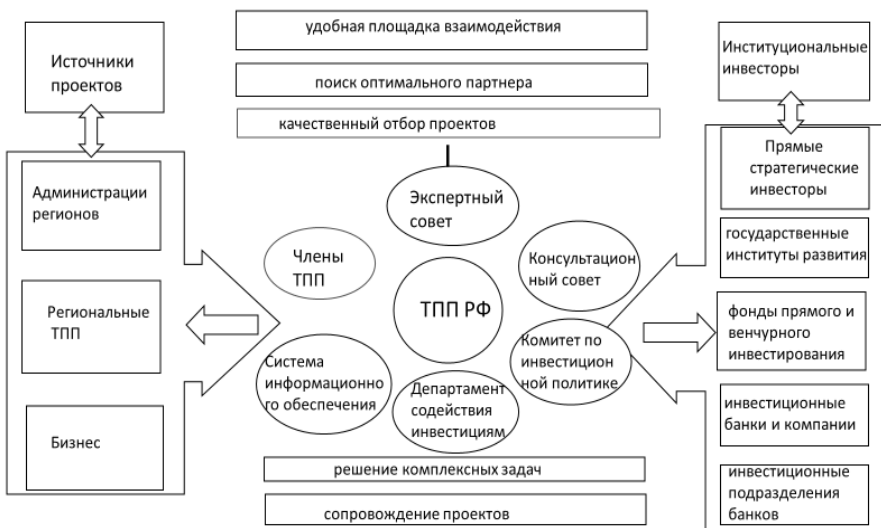 удобная площадка взаимодействия
поиск оптимального партнера
качественный отбор проектов
Источники
проектов
Администрации
регионов
Региональные
ТПП
Бизнес
Экспертный
совет
Члены
ТПП
Консультацион
ный совет
ТПП РФ
Система
информационно
го обеспечения
Комитет по
инвестицион
ной политике
Департамент
содействия
инвестициям
решение комплексных задач
сопровождение проектов
Институциональные
инвесторы
Прямые
стратегические
инвесторы
государственные
институты развития
фонды прямого и
венчурного
инвестирования
инвестиционные
банки и компании
инвестиционные
подразделения
банков